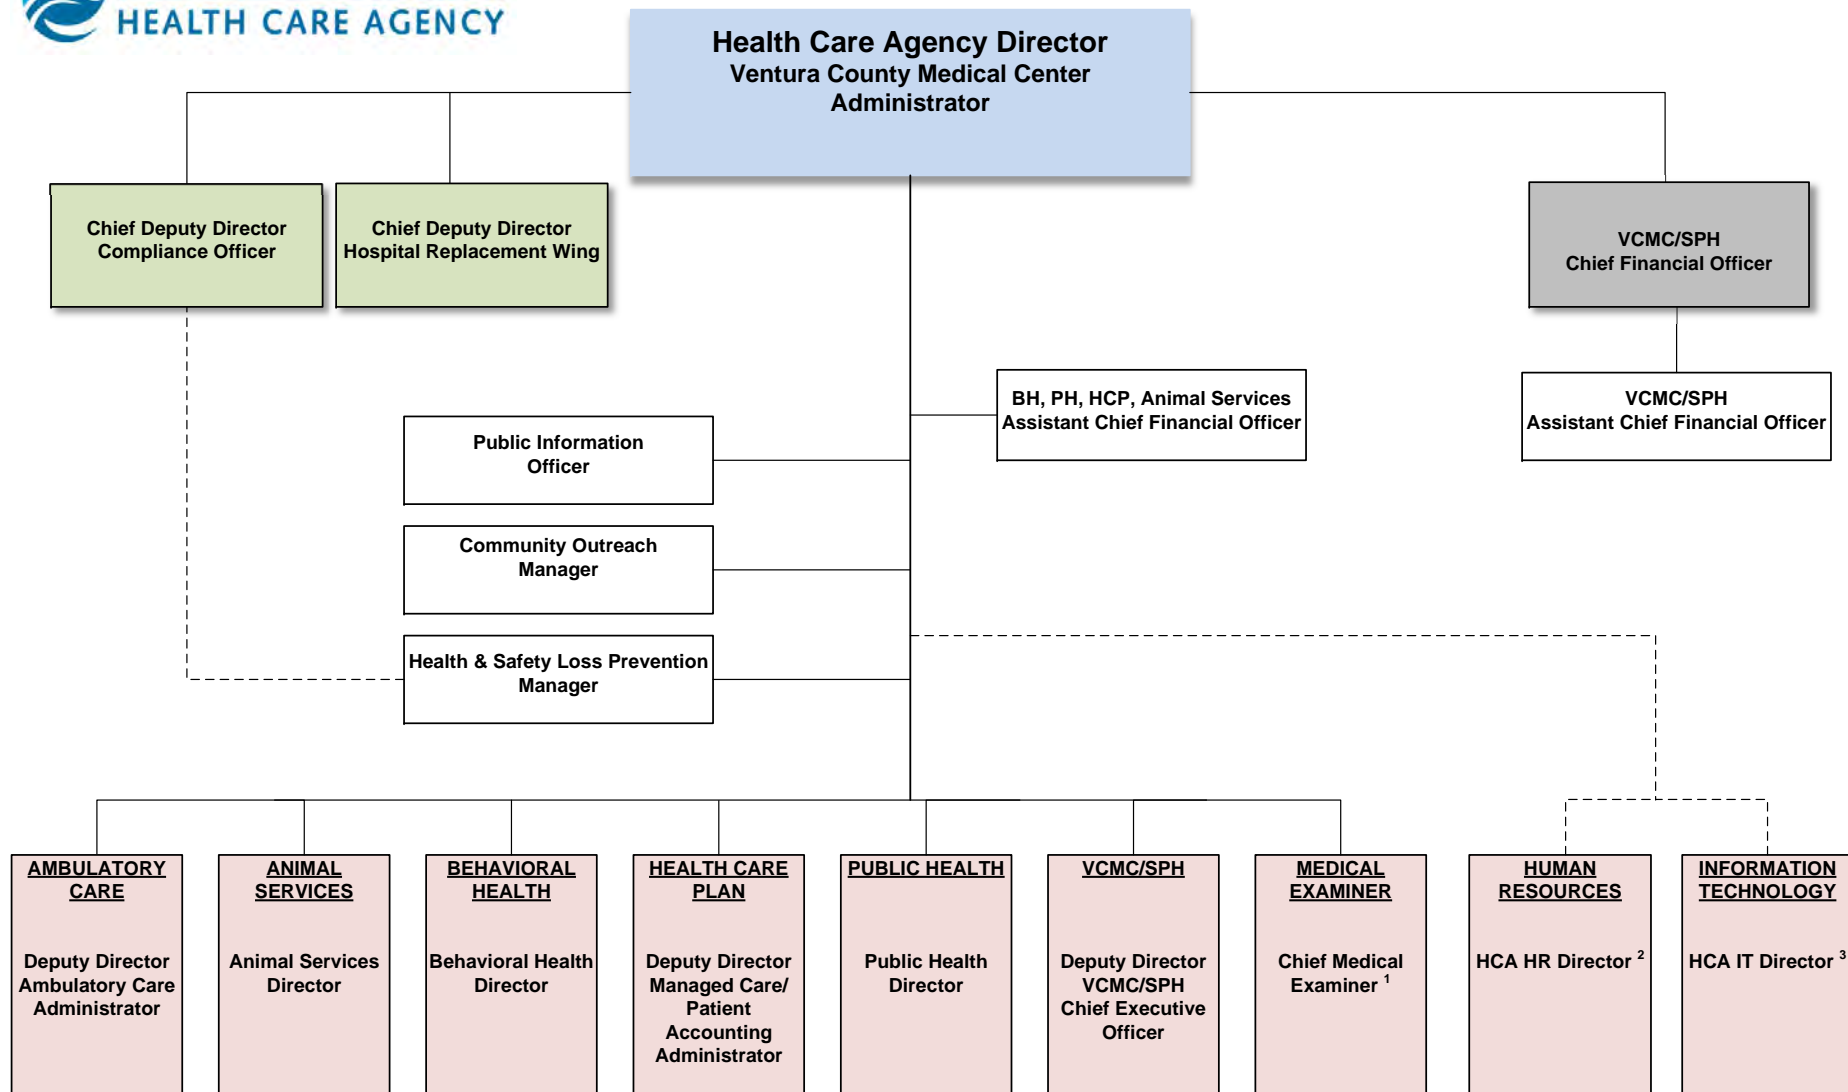 HEALTH CARE AGENCY
Health Care Agency Director
Ventura County Medical Center
Administrator
Chief Deputy Director
Compliance Officer
Chief Deputy Director
Hospital Replacement Wing
VCMC/SPH
Chief Financial Officer
BH, PH, HCP, Animal Services
Assistant Chief Financial Officer
VCMC/SPH
Assistant Chief Financial Officer
Public Information
Officer
Community Outreach
Manager
Health & Safety Loss Prevention
Manager
AMBULATORY
CARE
Deputy Director
Ambulatory Care
Administrator
ANIMAL
SERVICES
Animal Services
Director
BEHAVIORAL
HEALTH
Behavioral Health
Director
HEALTH CARE
PLAN
Deputy Director
Managed Care/
Patient
Accounting
Administrator
PUBLIC HEALTH
Public Health
Director
VCMC/SPH
Deputy Director
VCMC/SPH
Chief Executive
Officer
MEDICAL
EXAMINER
Chief Medical
Examiner 1
HUMAN
RESOURCES
HCA HR Director 2
INFORMATION
TECHNOLOGY
HCA IT Director 3